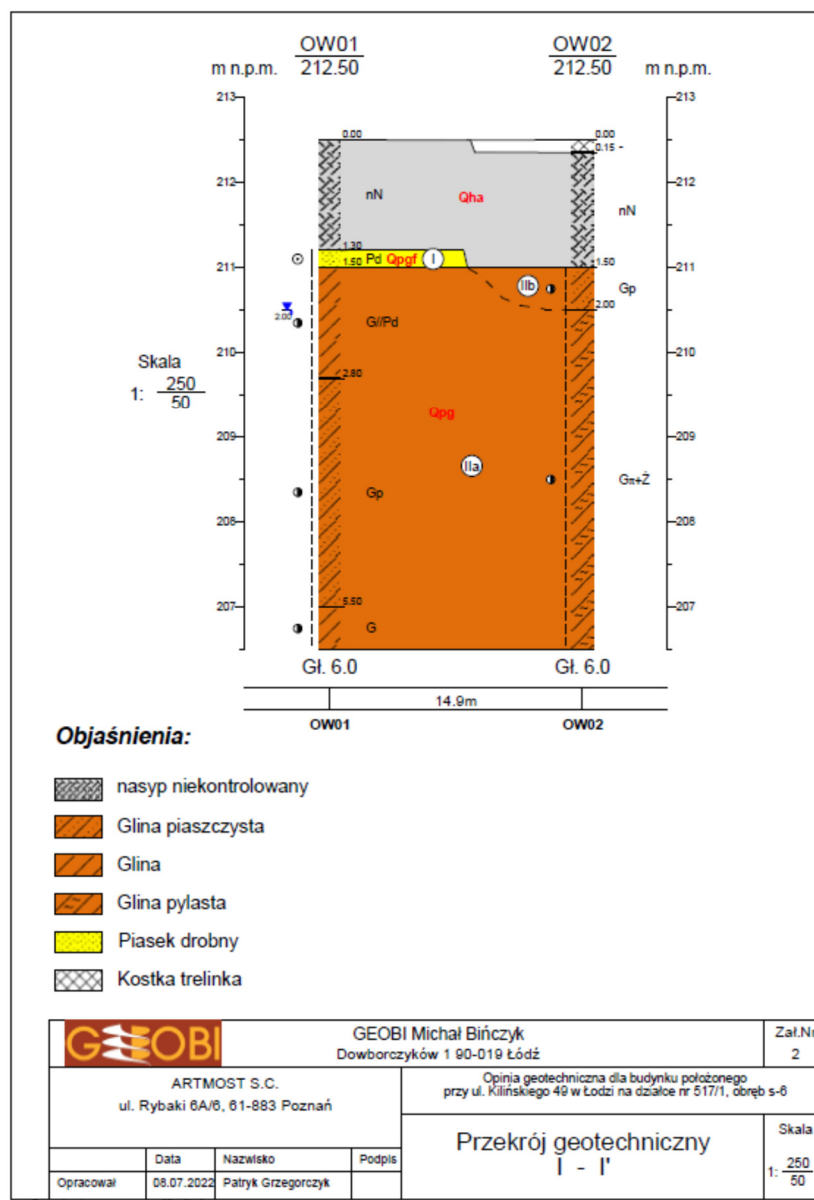 OW01 OW02
m n.p.m. 212.50 212.50 m n.p.m.
213 213
0.00 0.00
0.15 -
212 212
nN Qha nN
1.30
1.50 Pd Qpgf I 1.50
211 211
IIb Gp
2.00 2.00
G//Pd
210 210
Skala
1: 250
50
2.80
Qpg
209 209
IIa
Gp Gπ+Ż
208 208
207 5.50 207
G
Gł. 6.0 Gł. 6.0
14.9m
OW01 OW02
Objaśnienia:
nasyp niekontrolowany
Glina piaszczysta
Glina
Glina pylasta
Piasek drobny
Kostka trelinka
GEOBI GEOBI Michał Bińczyk Zał.Nr
Dowborczyków 1 90-019 Łódź 2
ARTMOST S.C. Opinia geotechniczna dla budynku położonego
ul. Rybaki 6A/6, 61-883 Poznań przy ul. Kilińskiego 49 w Łodzi na działce nr 517/1, obręb s-6
Przekrój geotechniczny Skala
I - I' 1: 250
50
Data Nazwisko Podpis
Opracował 08.07.2022 Patryk Grzegorczyk